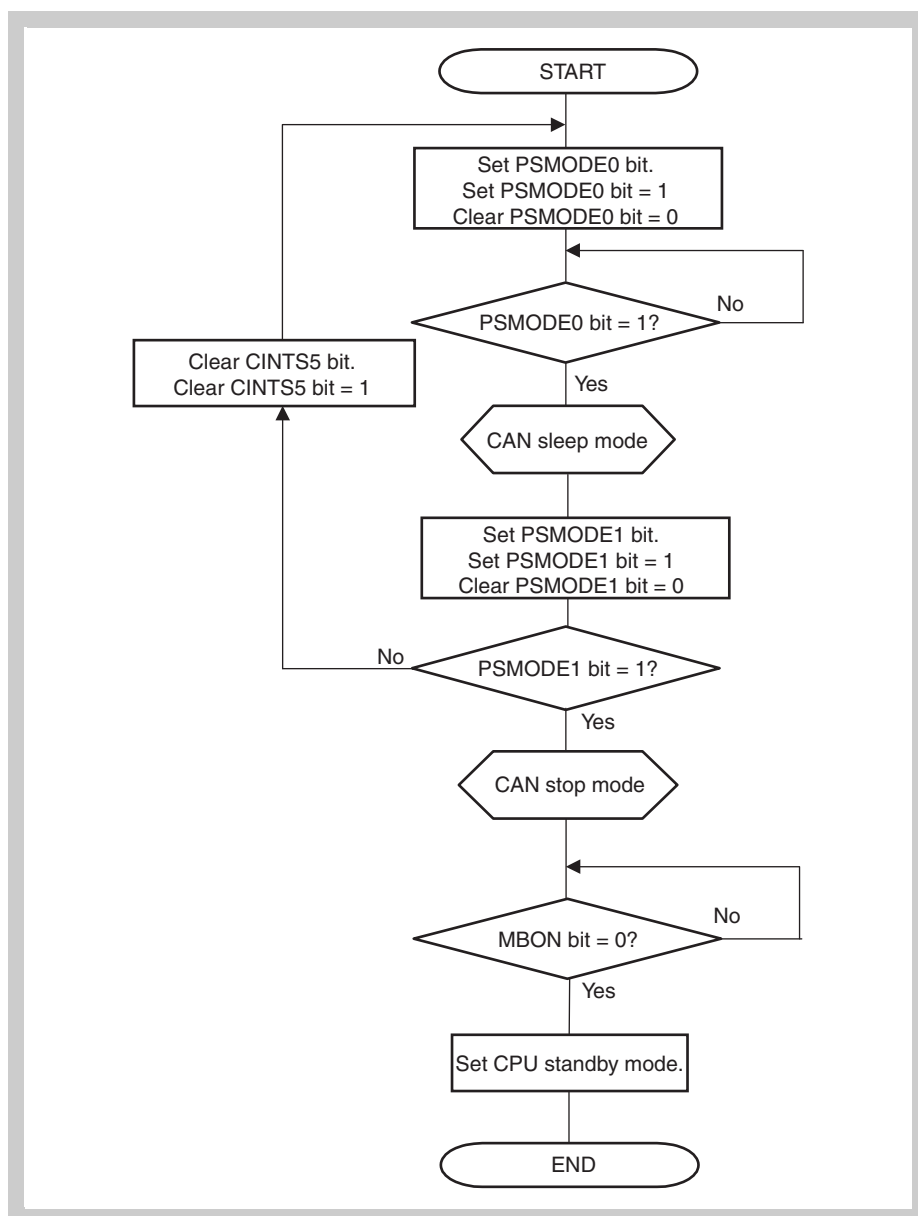 START
Set PSMODE0 bit.
Set PSMODE0 bit = 1
Clear PSMODE0 bit = 0
PSMODE0 bit = 1?
No
Clear CINTS5 bit.
Clear CINTS5 bit = 1
Yes
CAN sleep mode
Set PSMODE1 bit.
Set PSMODE1 bit = 1
Clear PSMODE1 bit = 0
No
PSMODE1 bit = 1?
Yes
CAN stop mode
No
MBON bit = 0?
Yes
Set CPU standby mode.
END